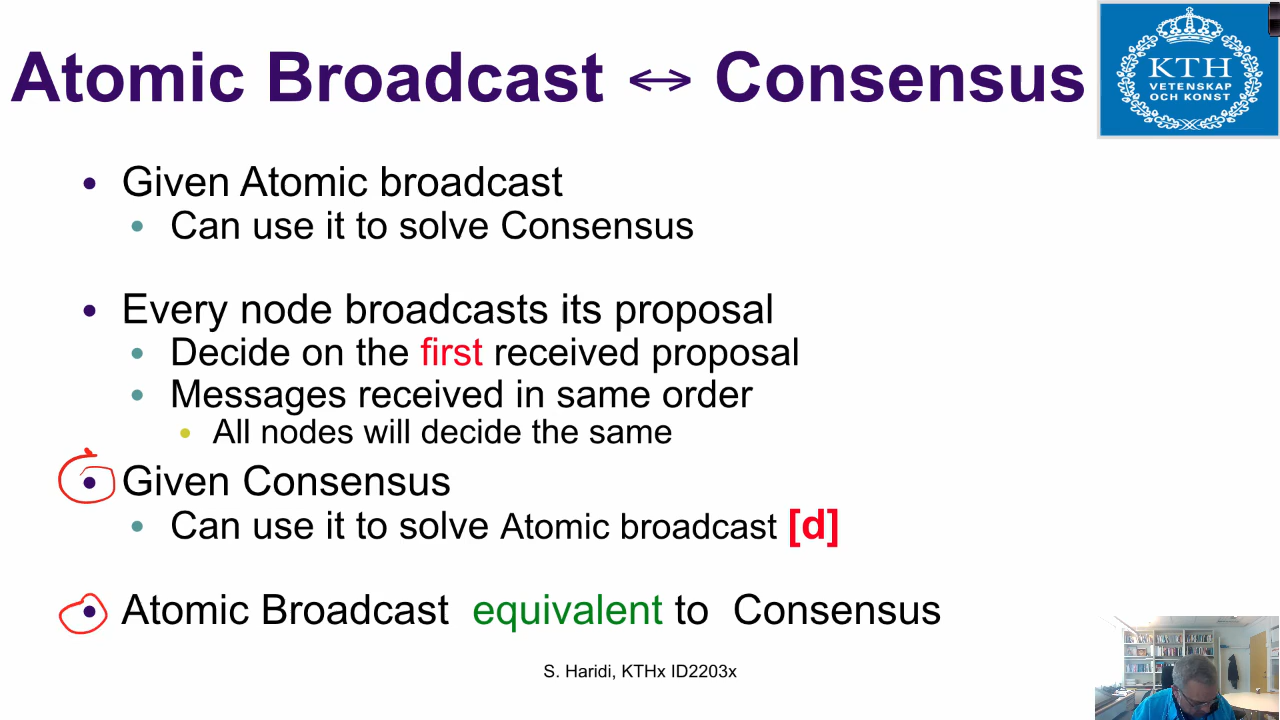 Atomic Broadcast ↔ Consensus
KTH
VETENSKAP
OCH KONST
• Given Atomic broadcast
• Can use it to solve Consensus
• Every node broadcasts its proposal
• Decide on the first received proposal
• Messages received in same order
• All nodes will decide the same
• Given Consensus
• Can use it to solve Atomic broadcast [d]
• Atomic Broadcast equivalent to Consensus
S. Haridi, KTHx ID2203x